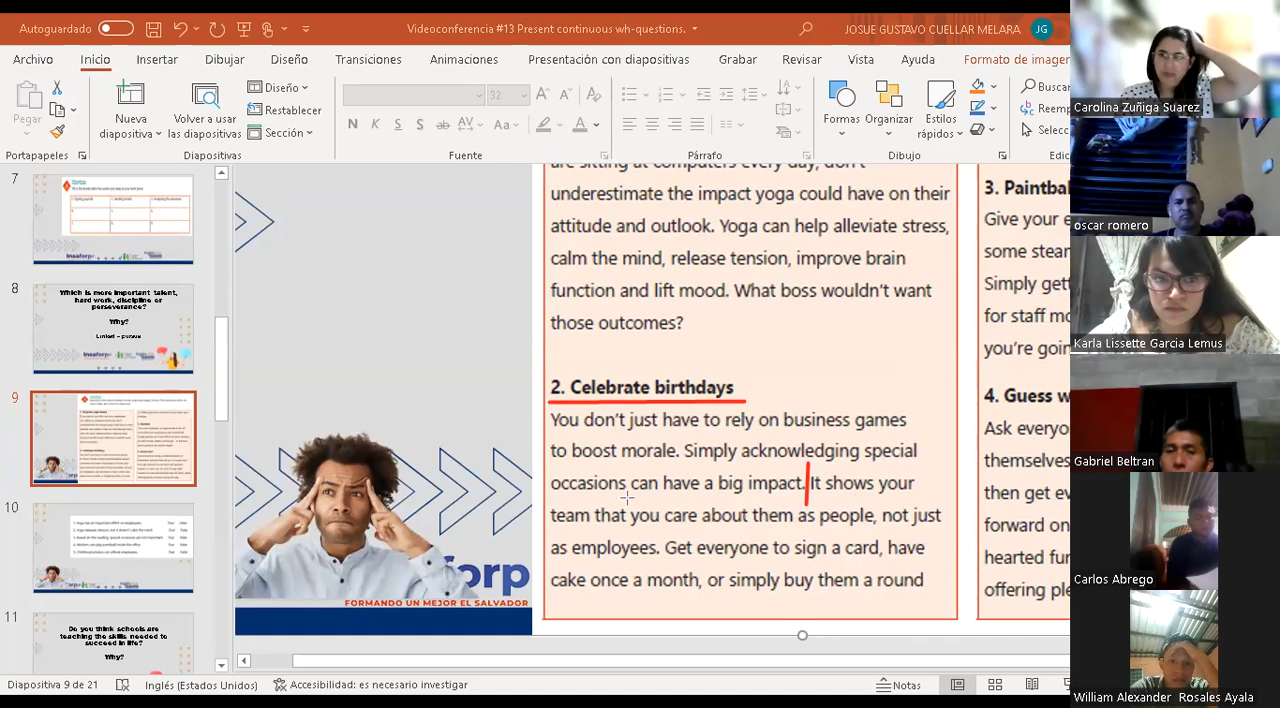 Autoguardado
Videoconferencia #13 Present continuous wh-questions.
JOSUE GUSTAVO CUELLAR MELARA
JG
Archivo Inicio Insertar Dibujar Diseño Transiciones Animaciones Presentación con diapositivas Grabar Revisar Vista Ayuda Formato de imagen
Pegar
Nueva
diapositiva
Volver a usar
las diapositivas
Diseño
Establecer
Sección
32
N K S S ab AV Aa
Formas
Organizar
Estilos
rápidos
Buscar
Portapapeles Diapositivas Fuente Párrafo Dibujo
7
8
Which is more important talent,
hard work, discipline or
perseverance?
Why?
9
10
11
Do you think schools are
teaching the skills needed to
succeed in life?
Why?
are sitting at computers every day, don't
underestimate the impact yoga could have on their
attitude and outlook. Yoga can help alleviate stress,
calm the mind, release tension, improve brain
function and lift mood. What boss wouldn't want
those outcomes?
2. Celebrate birthdays
You don't just have to rely on business games
to boost morale. Simply acknowledging special
occasions can have a big impact. It shows your
team that you care about them as people, not just
as employees. Get everyone to sign a card, have
cake once a month, or simply buy them a round
3. Paintbal
Give your e
some stear
Simply gett
for staff mo
you're goin
4. Guess w
Ask everyo
themselves
then get ev
forward on
hearted fun
offering ple
forp
FORMANDO UN MEJOR EL SALVADOR
Diapositiva 9 de 21
Inglés (Estados Unidos)
Accesibilidad: es necesario investigar
Notas
Carolina Zuñiga Suarez
oscar romero
Karla Lissette Garcia Lemus
Gabriel Beltran
Carlos Abrego
William Alexander Rosales Ayala